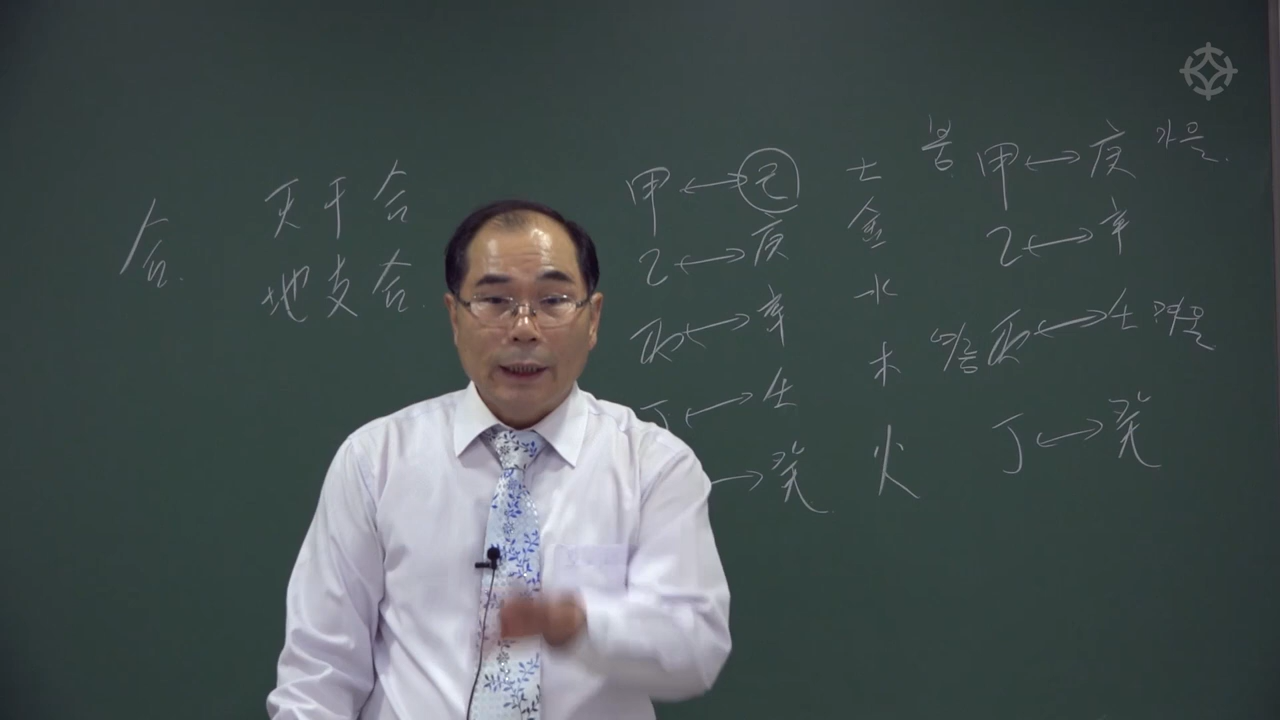 合.
天干合
地支合.
甲 ↔ 己 土
乙 ↔ 庚 金
丙 ↔ 辛 水
丁 ↔ 壬 木
→ 癸. 火
봄. 甲 ↔ 庚 가을.
乙 ↔ 辛
여름 丙 ↔ 壬 겨울.
丁 ↔ 癸